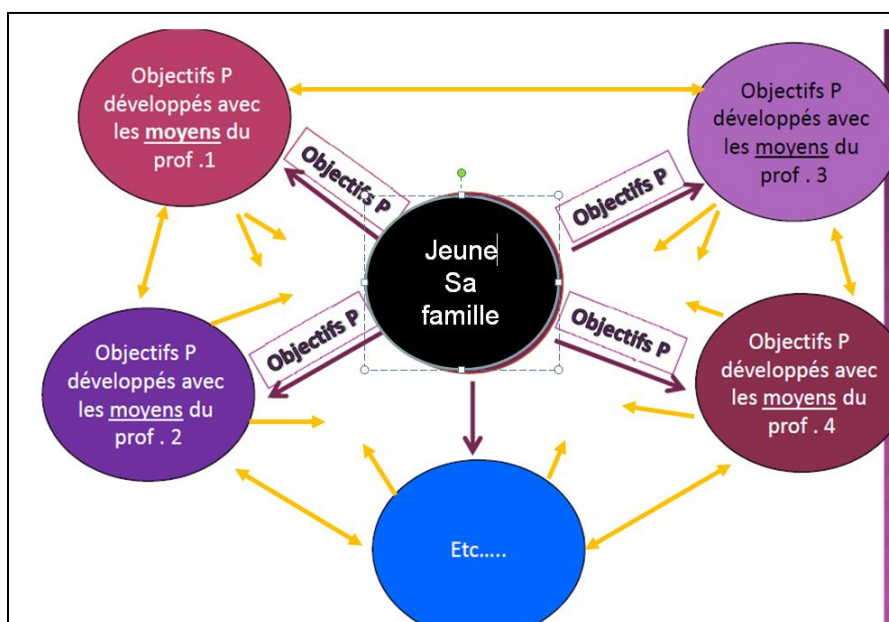 Objectifs P
développés avec
les moyens du
prof .1
Objectifs P
développés avec
les moyens du
prof . 3
Objectifs P
Objectifs P
Jeune
Sa
famille
Objectifs P
Objectifs P
Objectifs P
développés avec
les moyens du
prof . 2
Objectifs P
développés avec
les moyens du
prof . 4
Etc.....